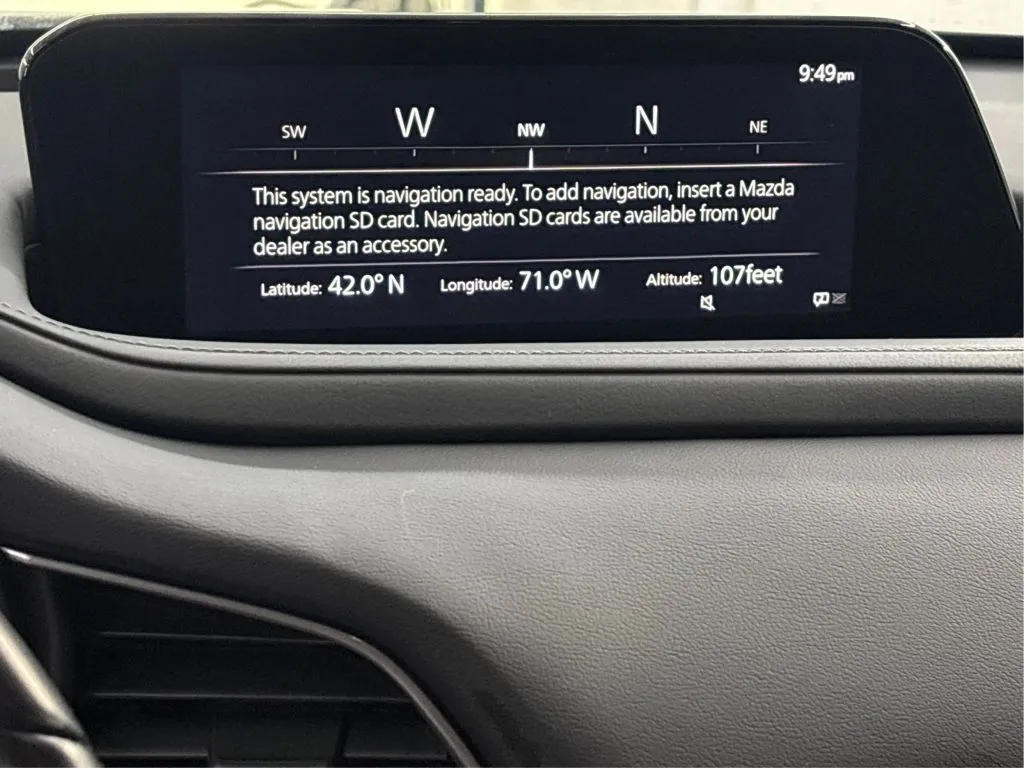 9:49pm
SW W NW N NE
This system is navigation ready. To add navigation, insert a Mazda
navigation SD card. Navigation SD cards are available from your
dealer as an accessory.
Latitude: 42.0° N Longitude: 71.0° W Altitude: 107feet